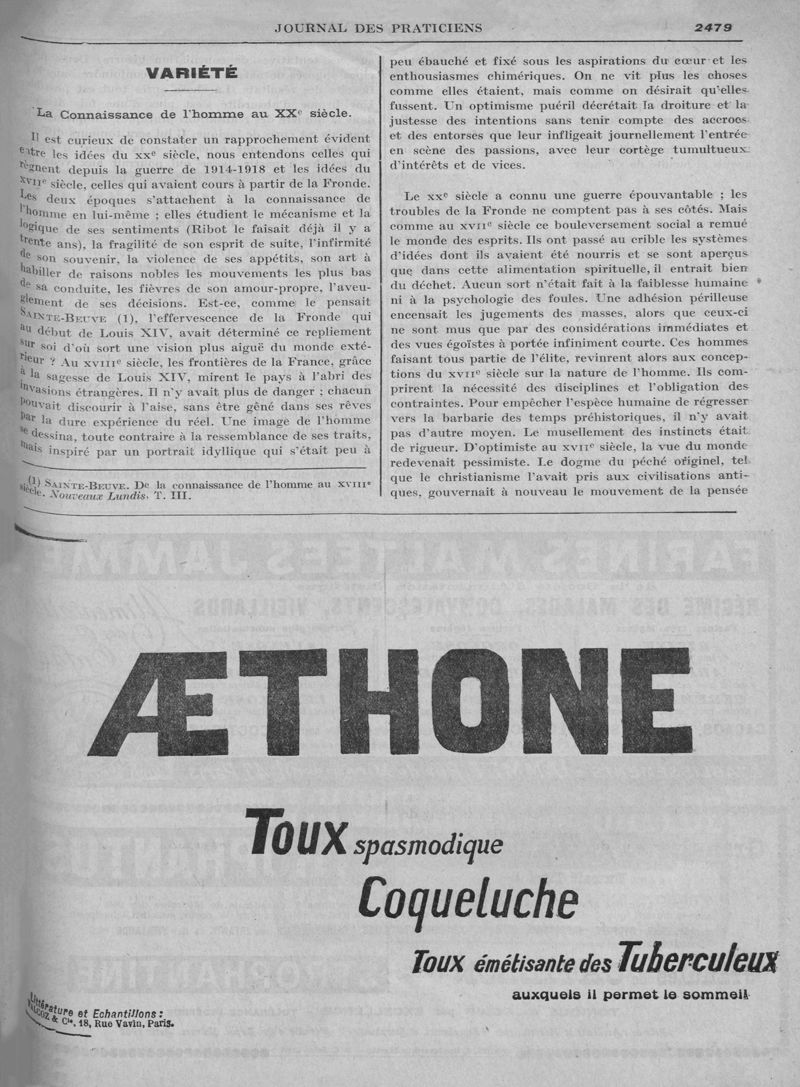 JOURNAL DES PRATICIENS 2479
VARIÉTÉ
La Connaissance de l'homme au XXe siècle.
Il est curieux de constater un rapprochement évident
entre les idées du XXe siècle, nous entendons celles qui
règnent depuis la guerre de 1914-1918 et les idées du
XVIIe siècle, celles qui avaient cours à partir de la Fronde.
Les deux époques s'attachent à la connaissance de
l'homme en lui-même ; elles étudient le mécanisme et la
logique de ses sentiments (Ribot le faisait déjà il y a
trente ans), la fragilité de son esprit de suite, l'infirmité
de son souvenir, la violence de ses appétits, son art à
habiller de raisons nobles les mouvements les plus bas
de sa conduite, les fièvres de son amour-propre, l'aveu-
glement de ses décisions. Est-ce, comme le pensait
SAINTE-BEUVE (1), l'effervescence de la Fronde qui
au début de Louis XIV, avait déterminé ce repliement
sur soi d'où sort une vision plus aiguë du monde exté-
rieur ? Au XVIIIe siècle, les frontières de la France, grâce
à la sagesse de Louis XIV, mirent le pays à l'abri des
invasions étrangères. Il n'y avait plus de danger ; chacun
pouvait discourir à l'aise, sans être gêné dans ses rêves
par la dure expérience du réel. Une image de l'homme
se dessina, toute contraire à la ressemblance de ses traits,
mais inspiré par un portrait idyllique qui s'était peu à
(1) SAINTE-BEUVE. De la connaissance de l'homme au XVIIIe
siècle. Nouveaux Lundis. T. III.
peu ébauché et fixé sous les aspirations du cœur et les
enthousiasmes chimériques. On ne vit plus les choses
comme elles étaient, mais comme on désirait qu'elles
fussent. Un optimisme puéril décrétait la droiture et la
justesse des intentions sans tenir compte des accrocs
et des entorses que leur infligeait journellement l'entrée
en scène des passions, avec leur cortège tumultueux
d'intérêts et de vices.
Le XXe siècle a connu une guerre épouvantable ; les
troubles de la Fronde ne comptent pas à ses côtés. Mais
comme au XVIIe siècle ce bouleversement social a remué
le monde des esprits. Ils ont passé au crible les systèmes
d'idées dont ils avaient été nourris et se sont aperçus
que dans cette alimentation spirituelle, il entrait bien
du déchet. Aucun sort n'était fait à la faiblesse humaine
ni à la psychologie des foules. Une adhésion périlleuse
encensait les jugements des masses, alors que ceux-ci
ne sont mus que par des considérations immédiates et
des vues égoïstes à portée infiniment courte. Ces hommes
faisant tous partie de l'élite, revinrent alors aux concep-
tions du XVIIe siècle sur la nature de l'homme. Ils com-
prirent la nécessité des disciplines et l'obligation des
contraintes. Pour empêcher l'espèce humaine de régresser
vers la barbarie des temps préhistoriques, il n'y avait
pas d'autre moyen. Le musellement des instincts était
de rigueur. D'optimiste au XVIIe siècle, la vue du monde
redevenait pessimiste. Le dogme du péché originel, tel
que le christianisme l'avait pris aux civilisations anti-
ques, gouvernait à nouveau le mouvement de la pensée
ÆTHONE
Toux spasmodique
Coqueluche
Toux émétisante des Tuberculeux
auxquels il permet le sommeil
Littérature et Echantillons :
& Cie, 18, Rue Vavin, Paris.